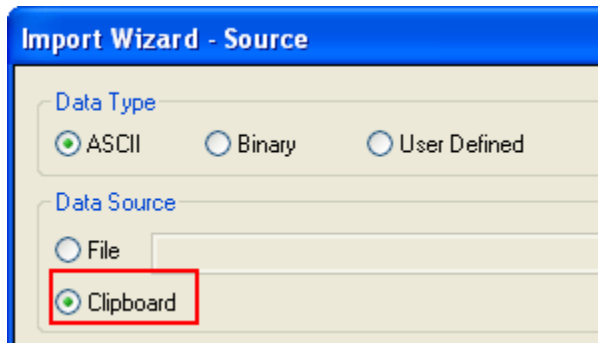 Import Wizard - Source
Data Type
ASCII Binary User Defined
Data Source
File
Clipboard